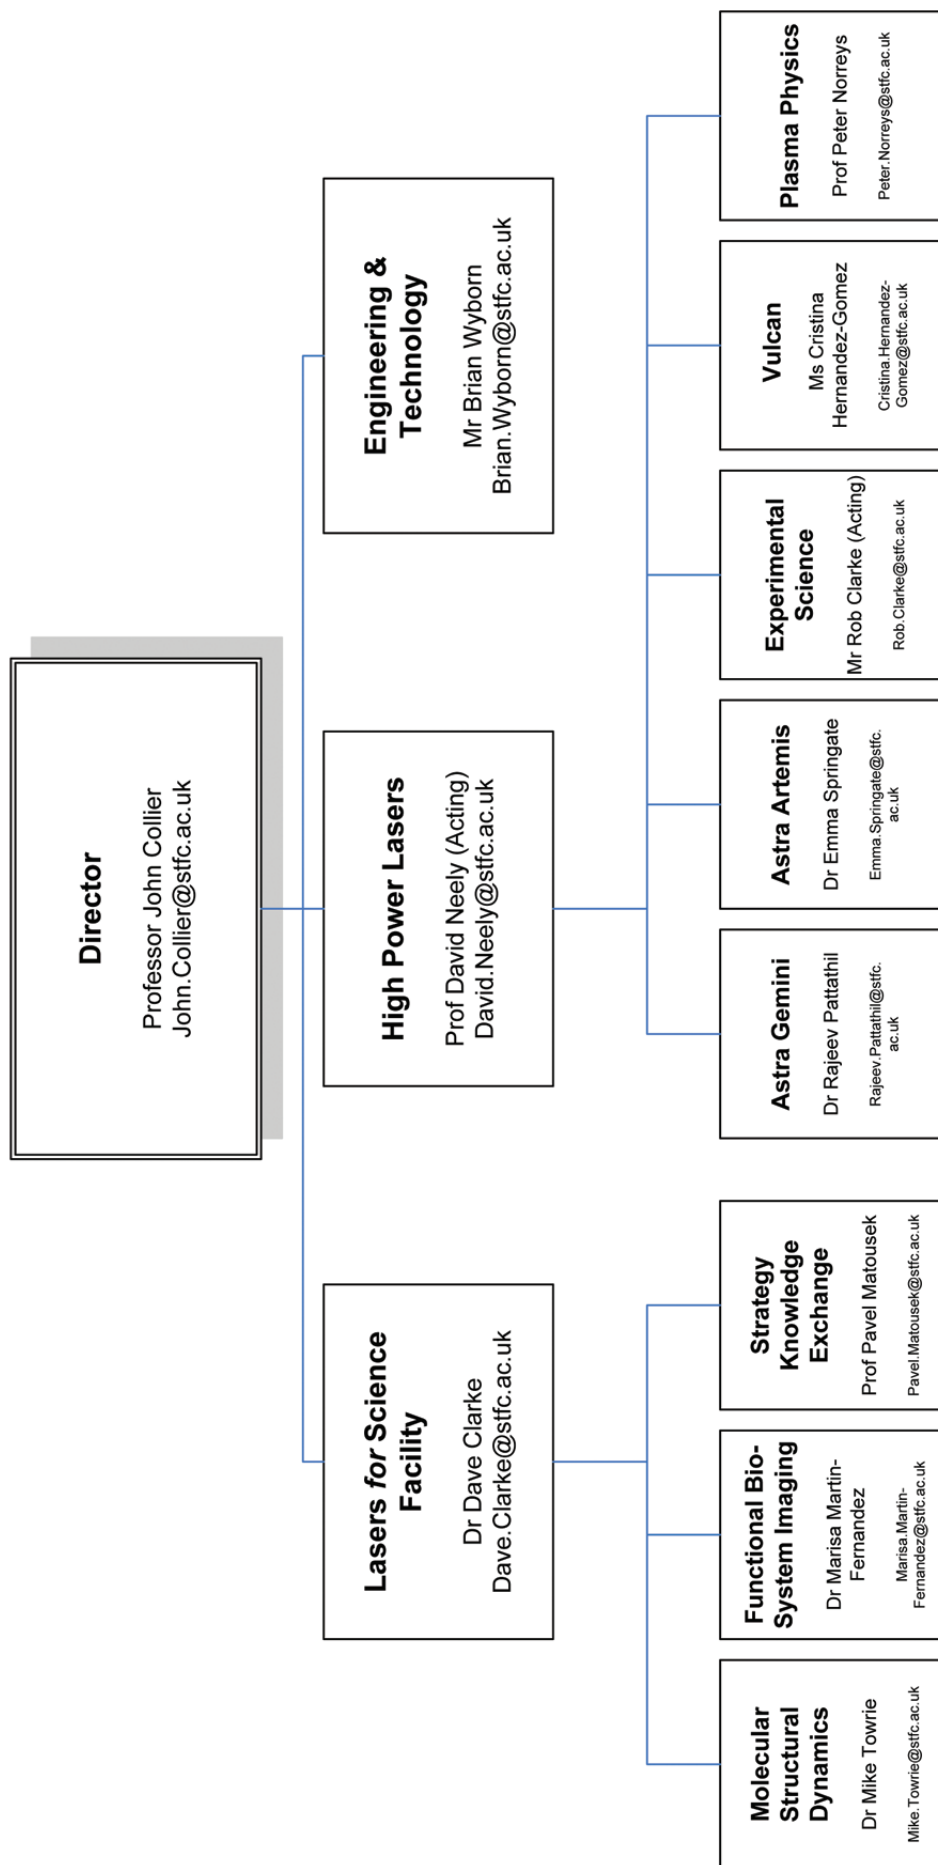 Director
Professor John Collier
John.Collier@stfc.ac.uk
Lasers for Science
Facility
Dr Dave Clarke
Dave.Clarke@stfc.ac.uk
High Power Lasers
Prof David Neely (Acting)
David.Neely@stfc.ac.uk
Engineering &
Technology
Mr Brian Wyborn
Brian.Wyborn@stfc.ac.uk
Molecular
Structural
Dynamics
Dr Mike Towrie
Mike.Towrie@stfc.ac.uk
Functional Bio-
System Imaging
Dr Marisa Martin-
Fernandez
Marisa.Martin-
Fernandez@stfc.ac.uk
Strategy
Knowledge
Exchange
Prof Pavel Matousek
Pavel.Matousek@stfc.ac.uk
Astra Gemini
Dr Rajeev Pattathil
Rajeev.Pattathil@stfc.
ac.uk
Astra Artemis
Dr Emma Springate
Emma.Springate@stfc.
ac.uk
Experimental
Science
Mr Rob Clarke (Acting)
Rob.Clarke@stfc.ac.uk
Vulcan
Ms Cristina
Hernandez-Gomez
Cristina.Hernandez-
Gomez@stfc.ac.uk
Plasma Physics
Prof Peter Norreys
Peter.Norreys@stfc.ac.uk